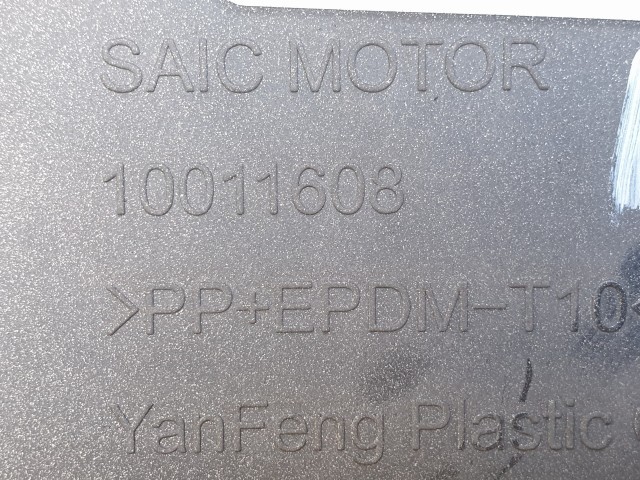 SAIC MOTOR
10011608
>PP+EPDM-T10<
YanFeng Plastic